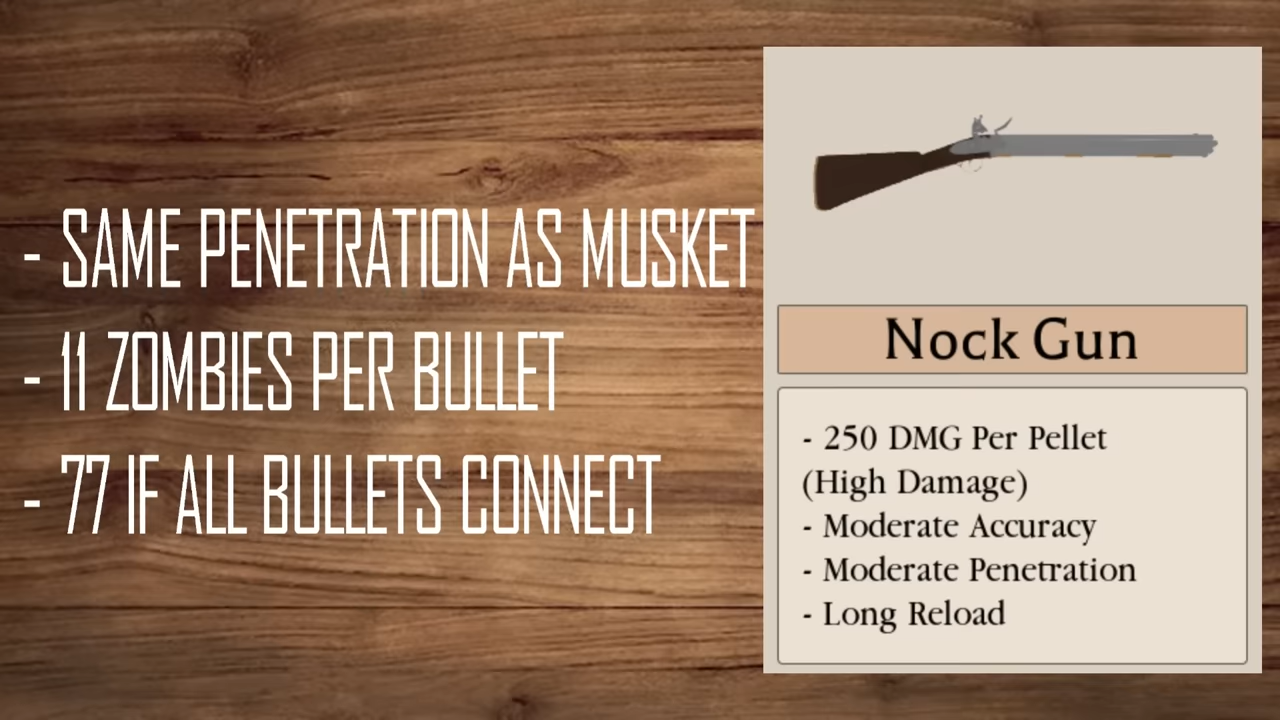 - SAME PENETRATION AS MUSKET
- 11 ZOMBIES PER BULLET
- 77 IF ALL BULLETS CONNECT
Nock Gun
- 250 DMG Per Pellet
(High Damage)
- Moderate Accuracy
- Moderate Penetration
- Long Reload